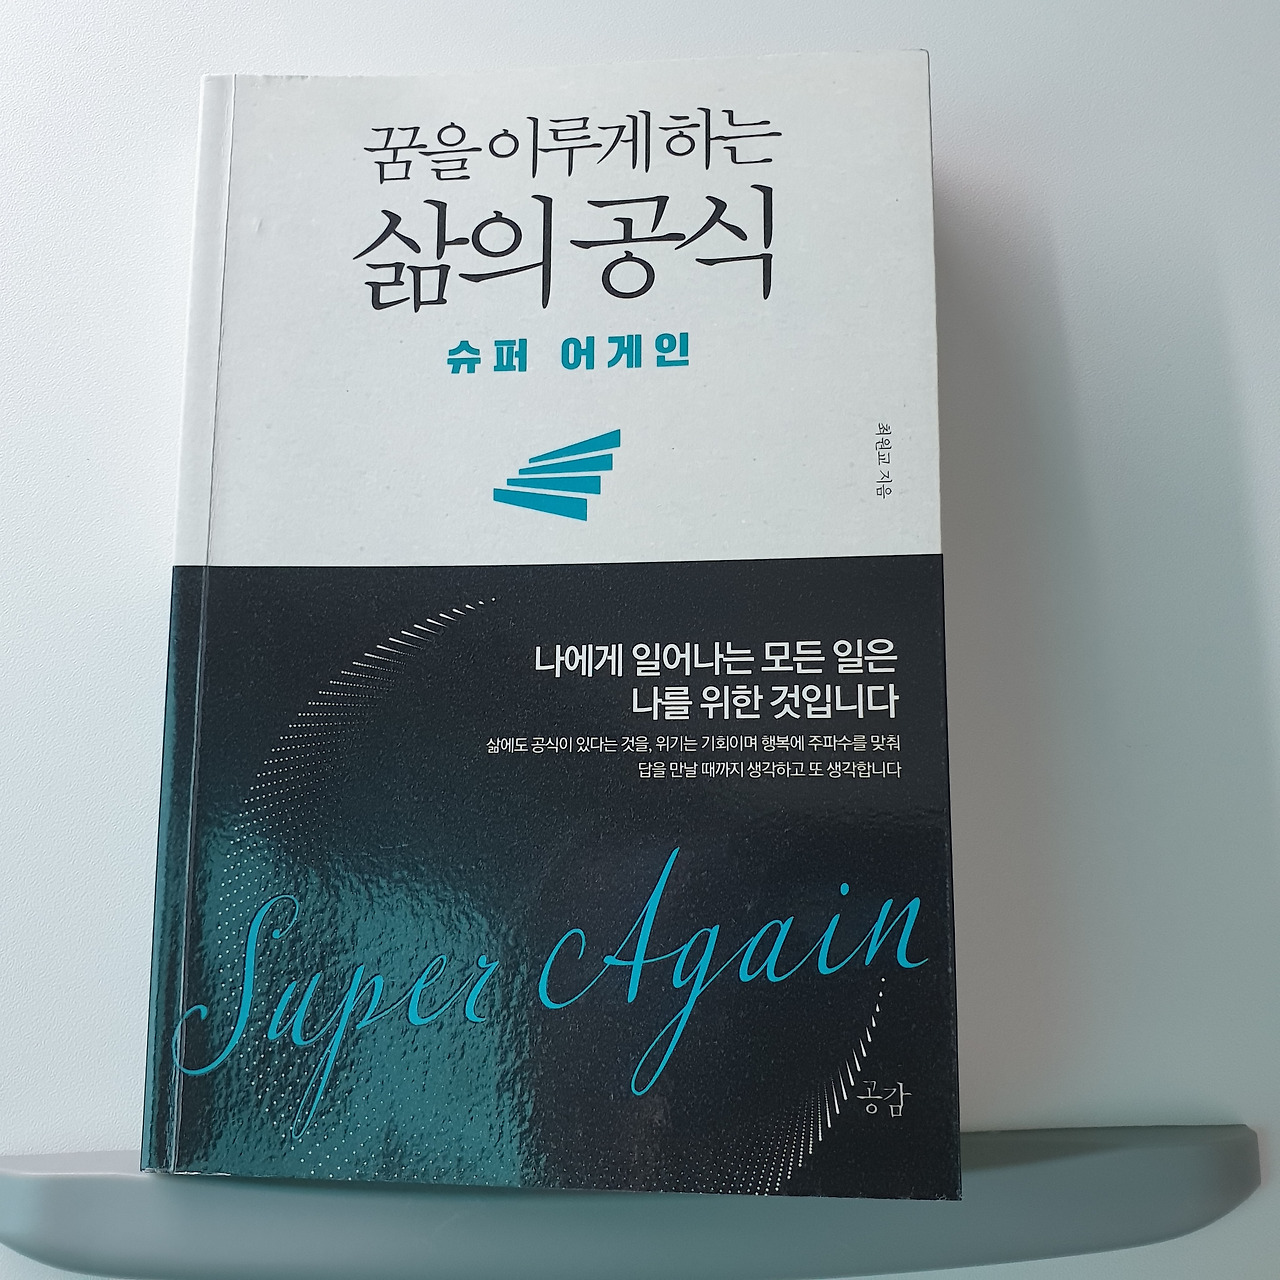 꿈을 이루게 하는
삶의 공식
슈퍼 어게인
최원교 지음
나에게 일어나는 모든 일은
나를 위한 것입니다
삶에도 공식이 있다는 것을, 위기는 기회이며 행복에 주파수를 맞춰
답을 만날 때까지 생각하고 또 생각합니다
Super Again
공감